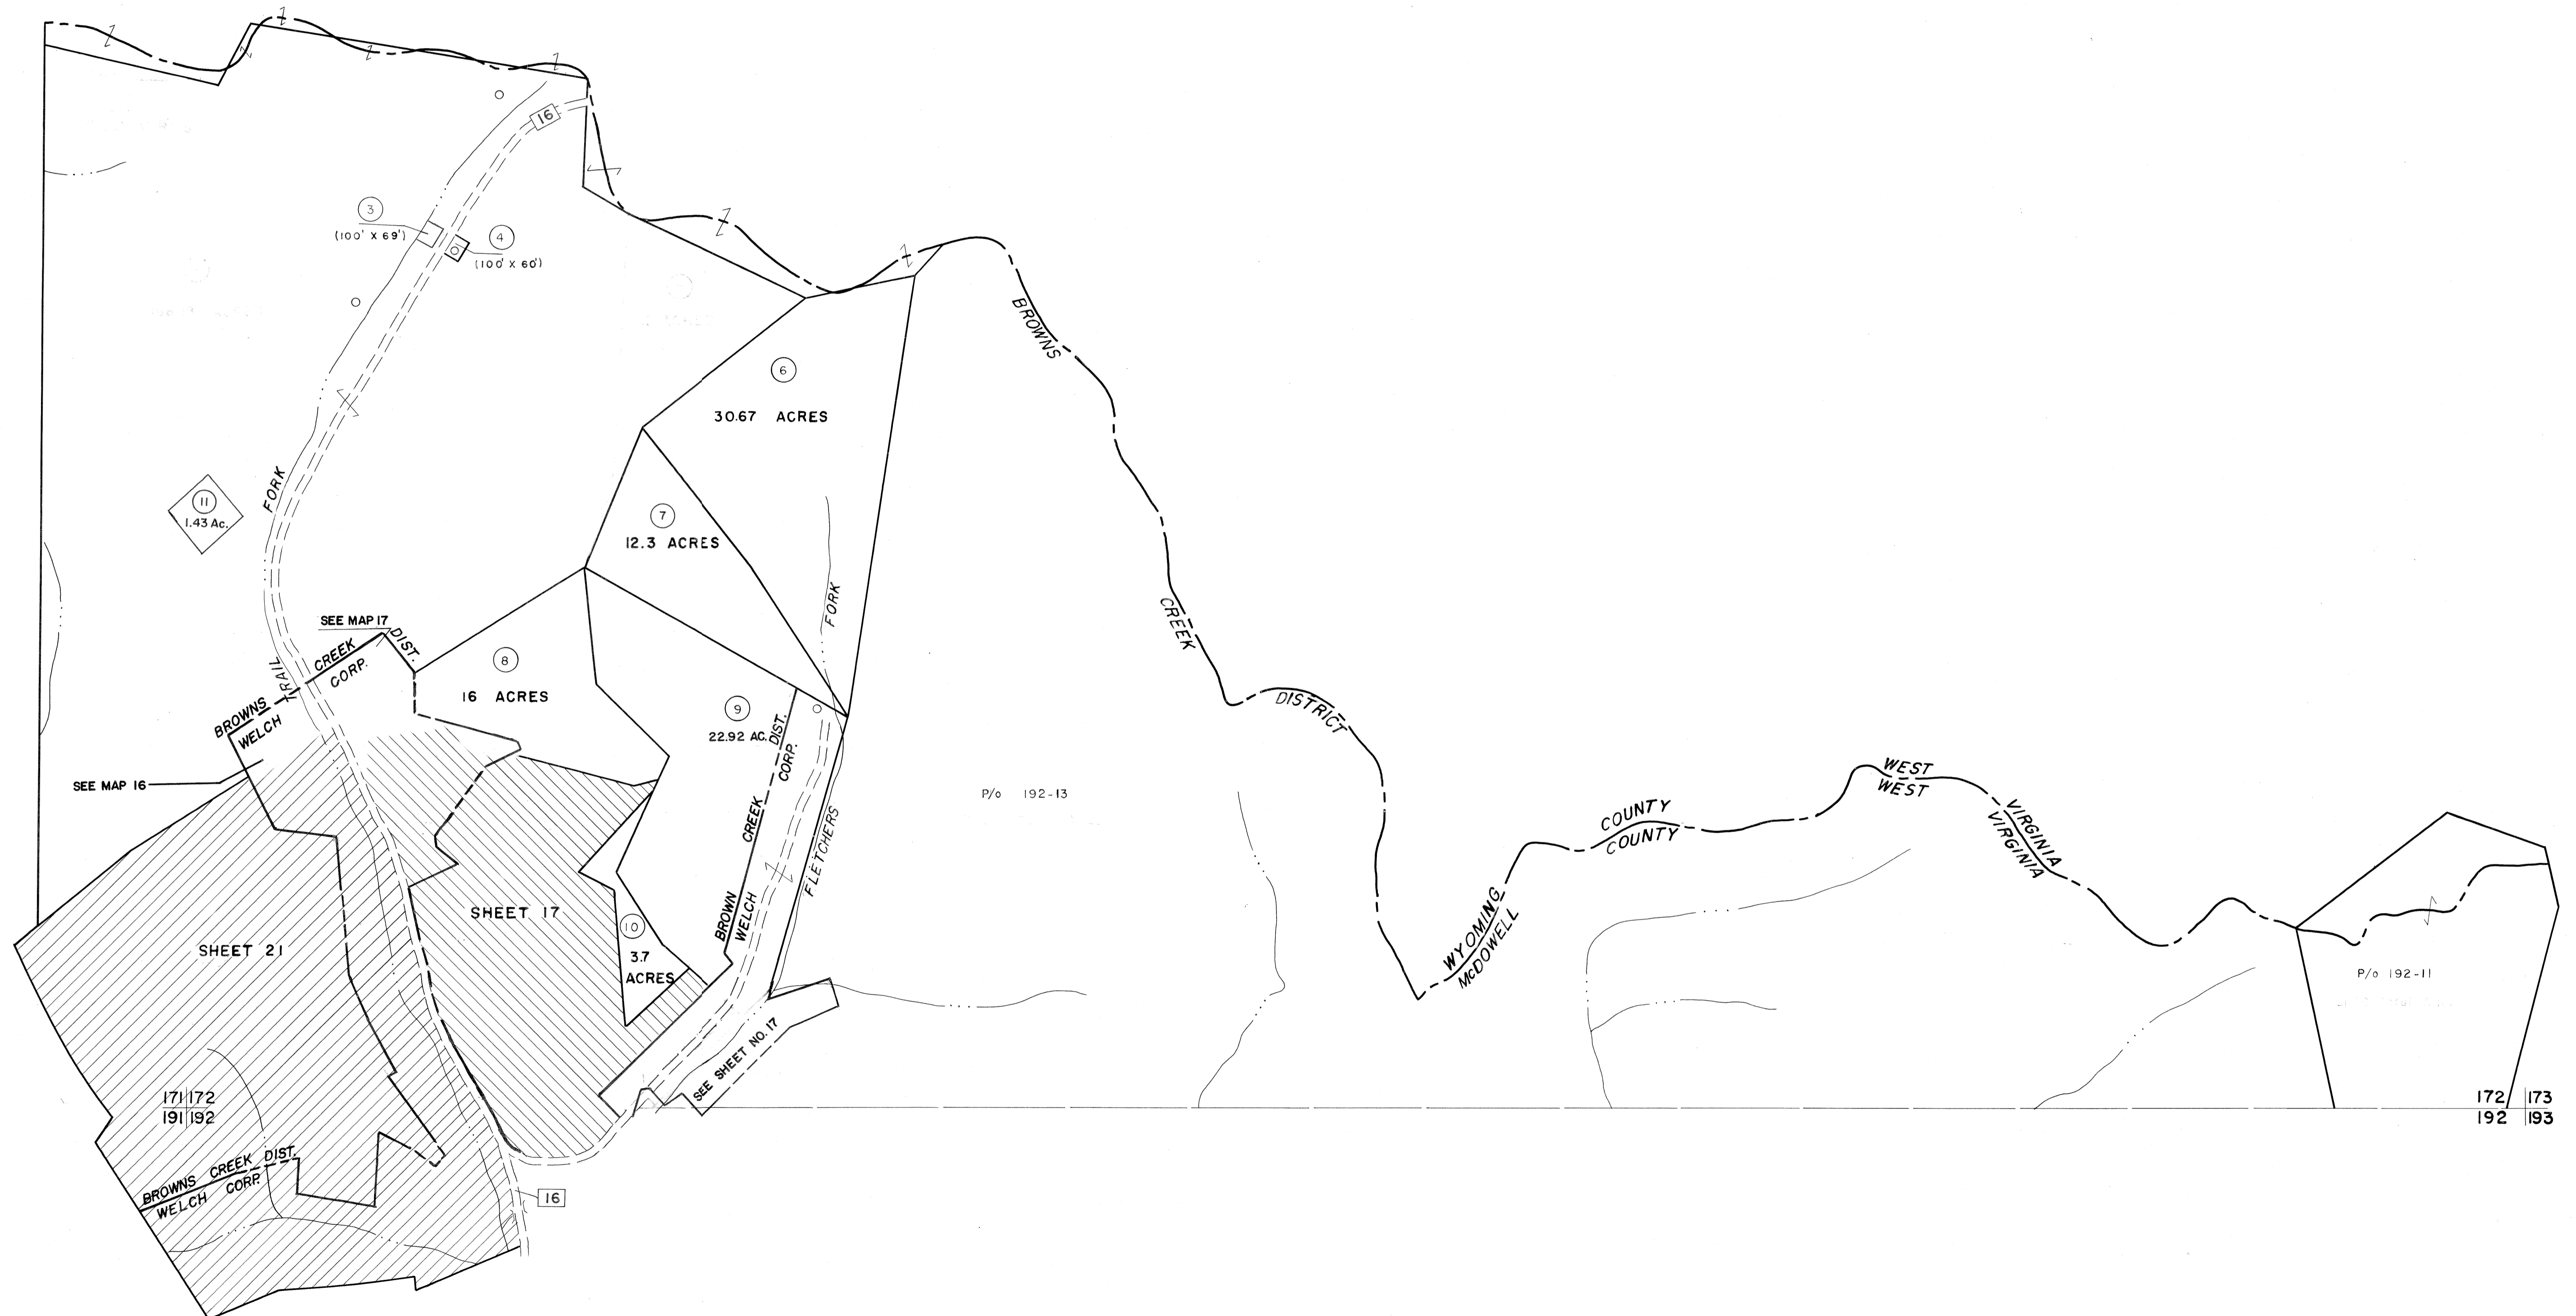 16
3
(100' X 69')
4
(100' X 60')
BROWNS
6
30.67 ACRES
FORK
11
1.43 Ac.
7
12.3 ACRES
FORK
CREEK
SEE MAP 17
CREEK DIST.
CORP.
TRAIL
8
16 ACRES
BROWNS
WELCH
9
22.92 AC.
DIST.
CORP.
DISTRICT
SEE MAP 16
P/o 192-13
CREEK
FLETCHERS
WEST
WEST
COUNTY
COUNTY
VIRGINIA
VIRGINIA
SHEET 17
BROWN
WELCH
10
3.7
ACRES
SHEET 21
WYOMING
McDOWELL
P/o 192-11
SEE SHEET NO. 17
171 172
191 192
172 173
192 193
BROWNS CREEK DIST.
WELCH CORP.
16